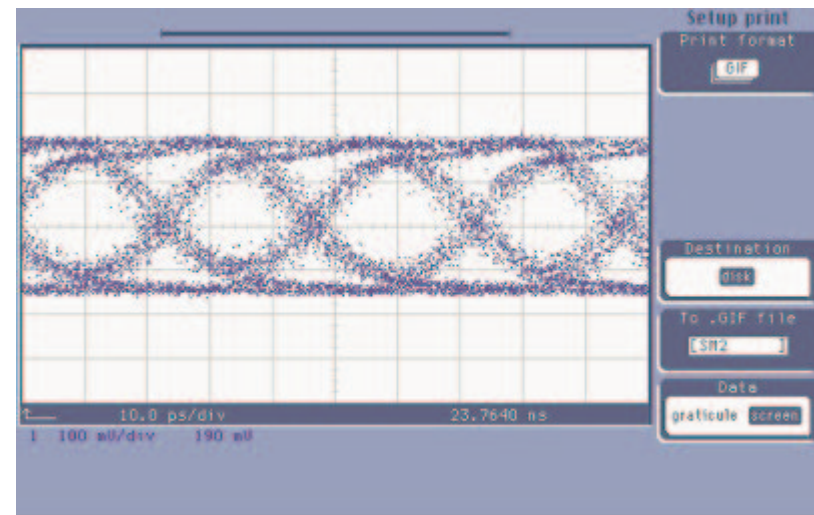 Setup print
Print format
GIF
Destination
disk
To .GIF file
[SM2 ]
Data
graticule screen
10.0 ps/div 23.7640 ns
1 100 mV/div 190 mV